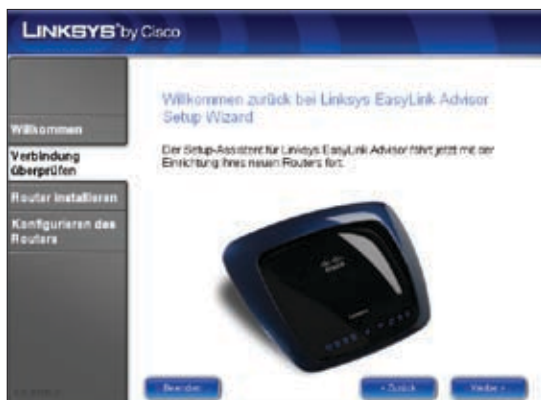 LINKSYS® by Cisco
Willkommen zurück bei Linksys EasyLink Advisor
Setup Wizard
Der Setup-Assistent für Linksys EasyLink Advisor fährt jetzt mit der
Einrichtung Ihres neuen Routers fort.
Willkommen
Verbindung
überprüfen
Router installieren
Konfigurieren des
Routers
Beenden
« Zurück
Weiter »